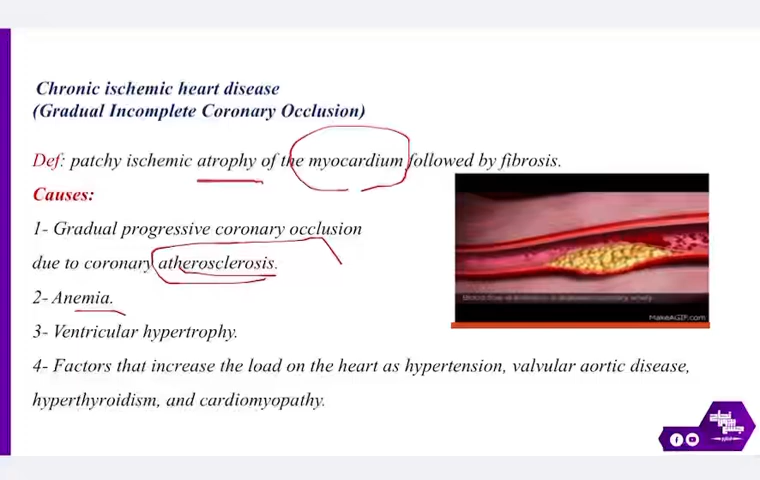 Chronic ischemic heart disease
(Gradual Incomplete Coronary Occlusion)
Def: patchy ischemic atrophy of the myocardium followed by fibrosis.
Causes:
1- Gradual progressive coronary occlusion
due to coronary atherosclerosis.
2- Anemia.
3- Ventricular hypertrophy.
4- Factors that increase the load on the heart as hypertension, valvular aortic disease,
hyperthyroidism, and cardiomyopathy.
MakeAGIF.com